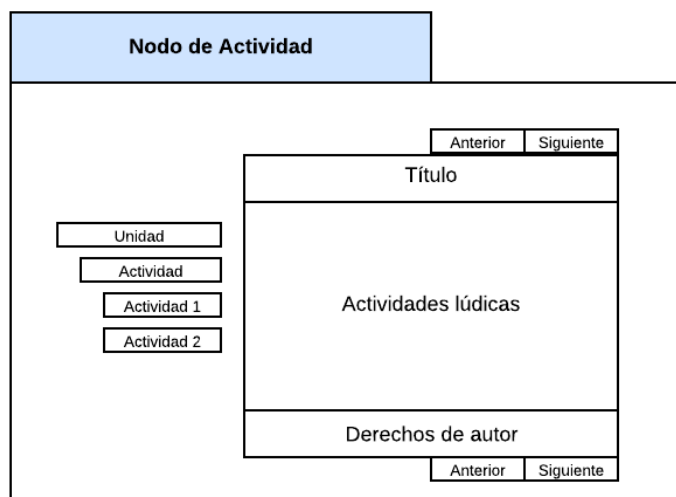 Nodo de Actividad
Anterior
Siguiente
Título
Unidad
Actividad
Actividad 1
Actividad 2
Actividades lúdicas
Derechos de autor
Anterior
Siguiente